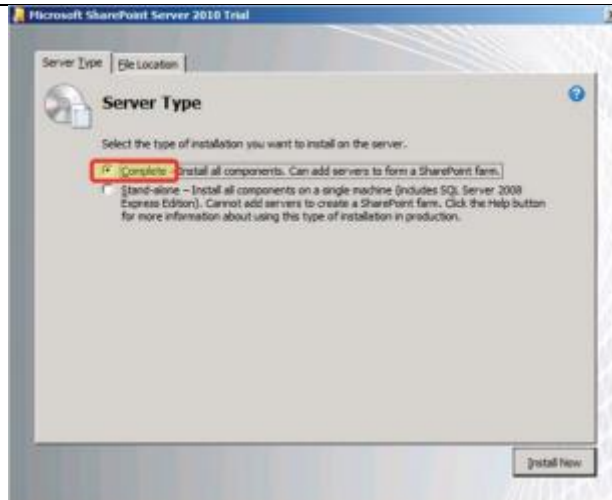 Microsoft SharePoint Server 2010 Trial
Server Type File Location
Server Type
Select the type of installation you want to install on the server.
Complete - Install all components. Can add servers to form a SharePoint farm.
Stand-alone – Install all components on a single machine (includes SQL Server 2008
Express Edition). Cannot add servers to create a SharePoint farm. Click the Help button
for more information about using this type of installation in production.
Install Now